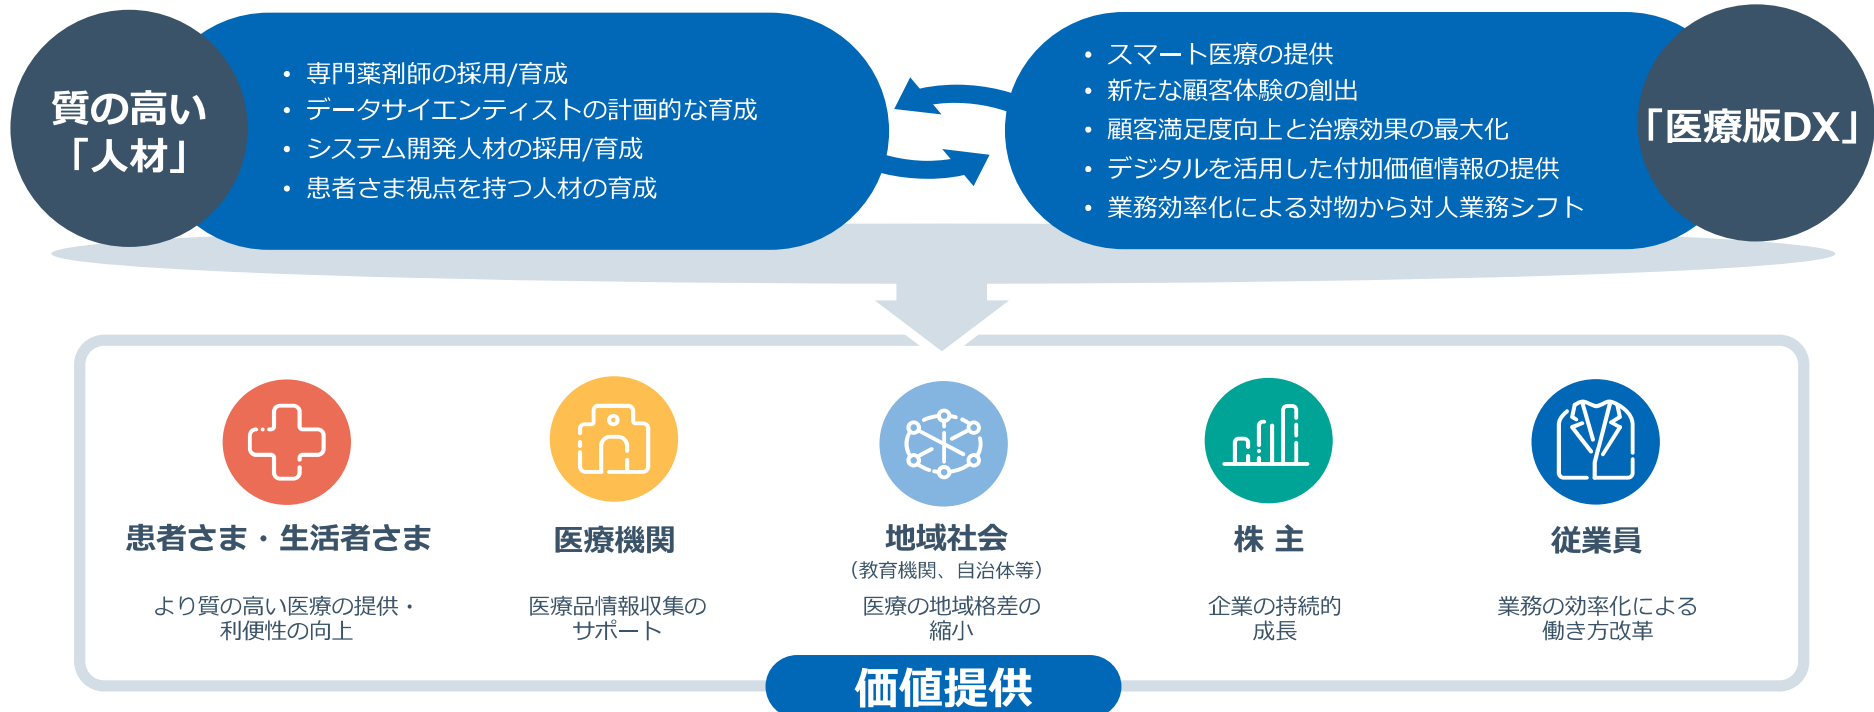 質の高い
「人材」
• 専門薬剤師の採用/育成
• データサイエンティストの計画的な育成
• システム開発人材の採用/育成
• 患者さま視点を持つ人材の育成
• スマート医療の提供
• 新たな顧客体験の創出
• 顧客満足度向上と治療効果の最大化
• デジタルを活用した付加価値情報の提供
• 業務効率化による対物から対人業務シフト
「医療版DX」
患者さま・生活者さま
より質の高い医療の提供・
利便性の向上
医療機関
医療品情報収集の
サポート
地域社会
（教育機関、自治体等）
医療の地域格差の
縮小
株 主
企業の持続的
成長
従業員
業務の効率化による
働き方改革
価値提供